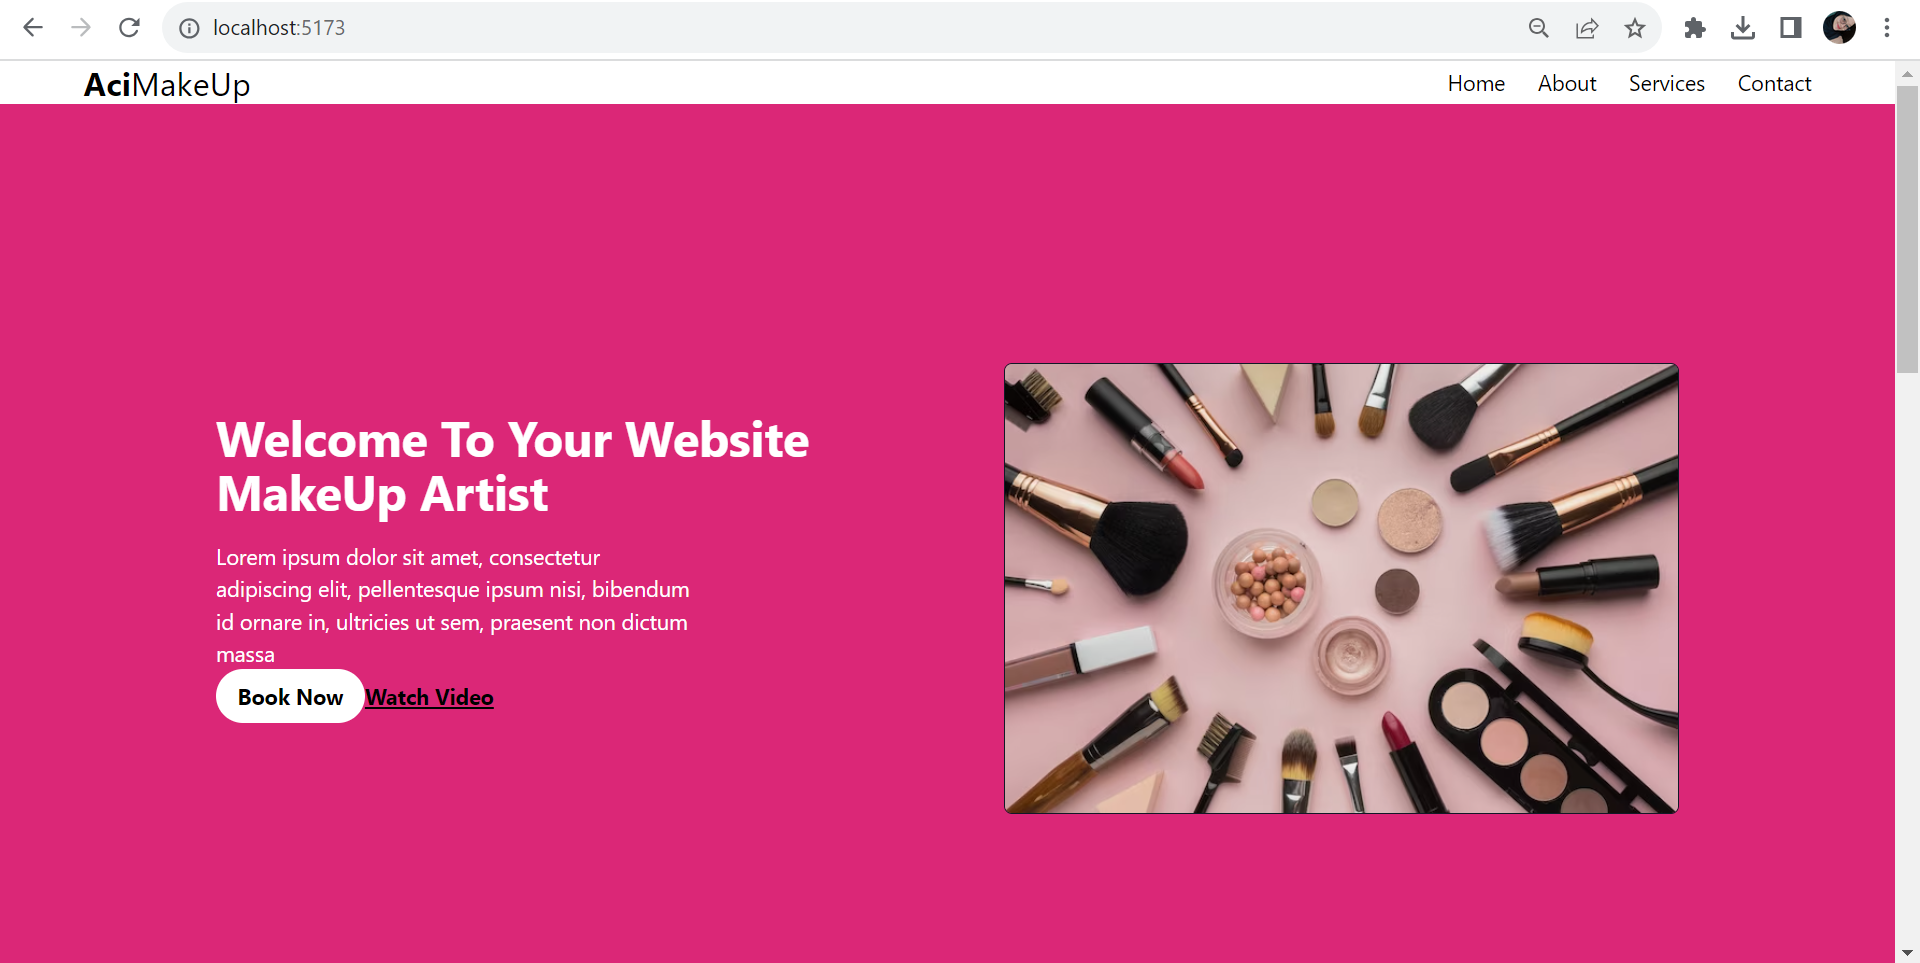 localhost:5173
AciMakeUp
Home About Services Contact
Welcome To Your Website
MakeUp Artist
Lorem ipsum dolor sit amet, consectetur
adipiscing elit, pellentesque ipsum nisi, bibendum
id ornare in, ultricies ut sem, praesent non dictum
massa
Book Now Watch Video